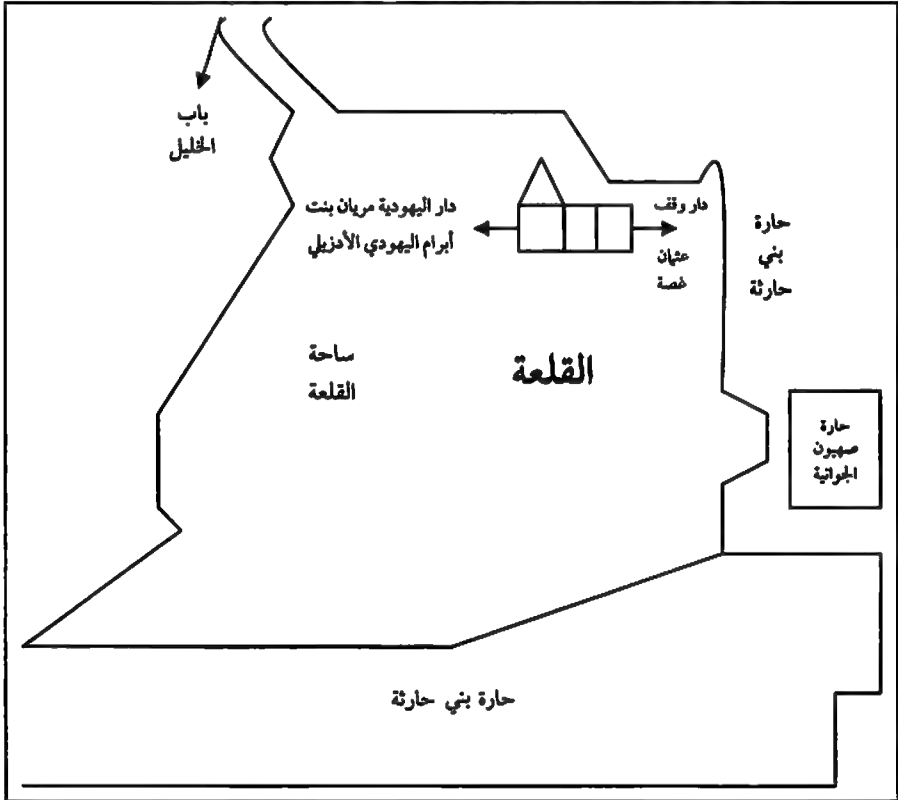 باب
الخليل
دار اليهودية مريان بنت
أبرام اليهودي الأدزيلي
دار وقف
عثمان
غصة
حارة
بني
حارثة
ساحة
القلعة
القلعة
حارة
صهيون
الجوانية
حارة بني حارثة